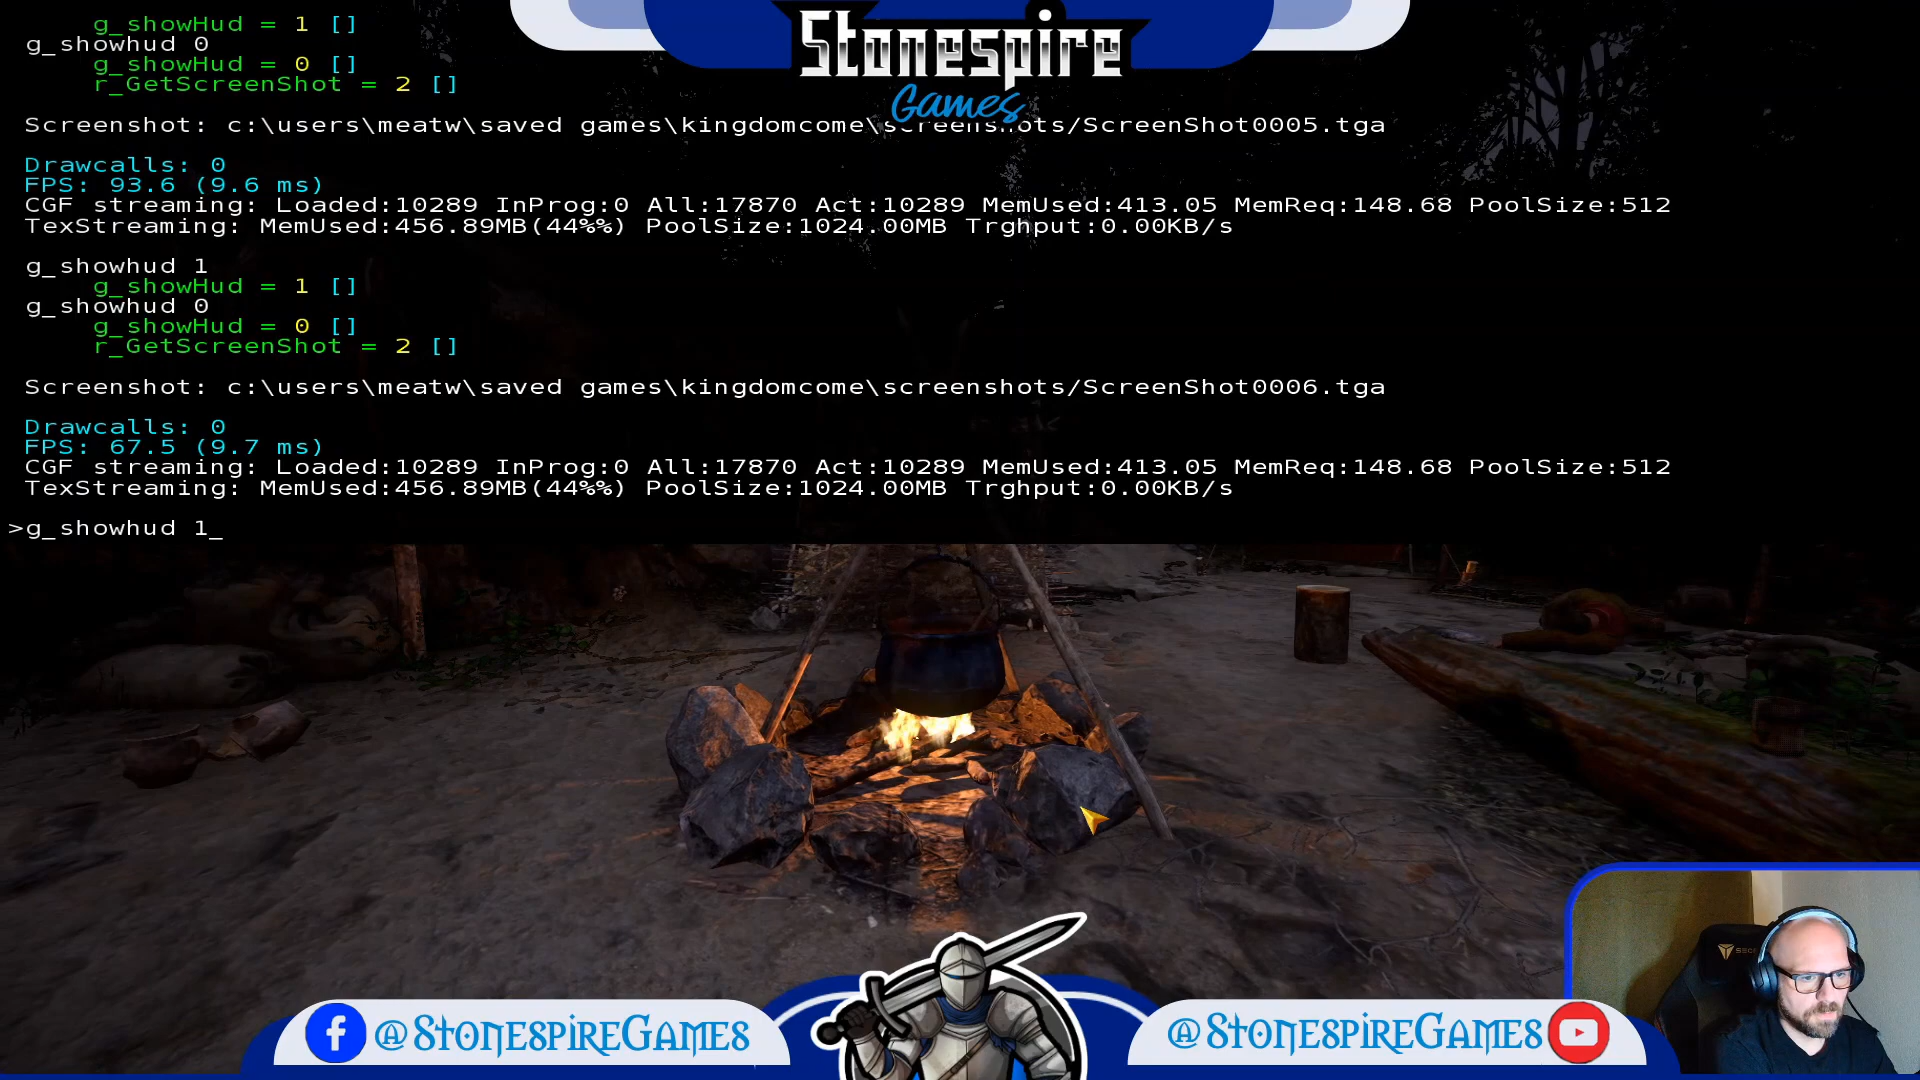 g_showHud = 1 []
g_showhud 0
g_showHud = 0 []
r_GetScreenShot = 2 []
Stonespire
Games
Screenshot: c:\users\meatw\saved games\kingdomcome\screenshots/ScreenShot0005.tga
Drawcalls: 0
FPS: 93.6 (9.6 ms)
CGF streaming: Loaded:10289 InProg:0 All:17870 Act:10289 MemUsed:413.05 MemReq:148.68 PoolSize:512
TexStreaming: MemUsed:456.89MB(44%%) PoolSize:1024.00MB Trghput:0.00KB/s
g_showhud 1
g_showHud = 1 []
g_showhud 0
g_showHud = 0 []
r_GetScreenShot = 2 []
Screenshot: c:\users\meatw\saved games\kingdomcome\screenshots/ScreenShot0006.tga
Drawcalls: 0
FPS: 67.5 (9.7 ms)
CGF streaming: Loaded:10289 InProg:0 All:17870 Act:10289 MemUsed:413.05 MemReq:148.68 PoolSize:512
TexStreaming: MemUsed:456.89MB(44%%) PoolSize:1024.00MB Trghput:0.00KB/s
>g_showhud 1_
@StonespireGames
@StonespireGames